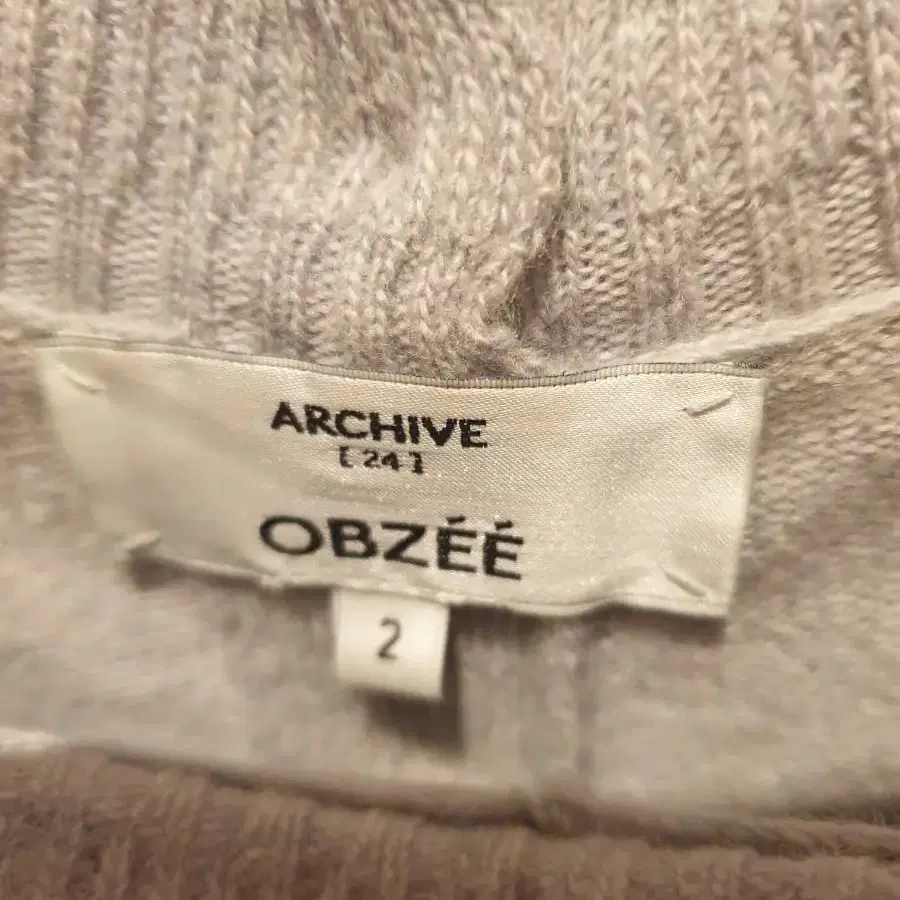 ARCHIVE
[24]
OBZÉÉ
2